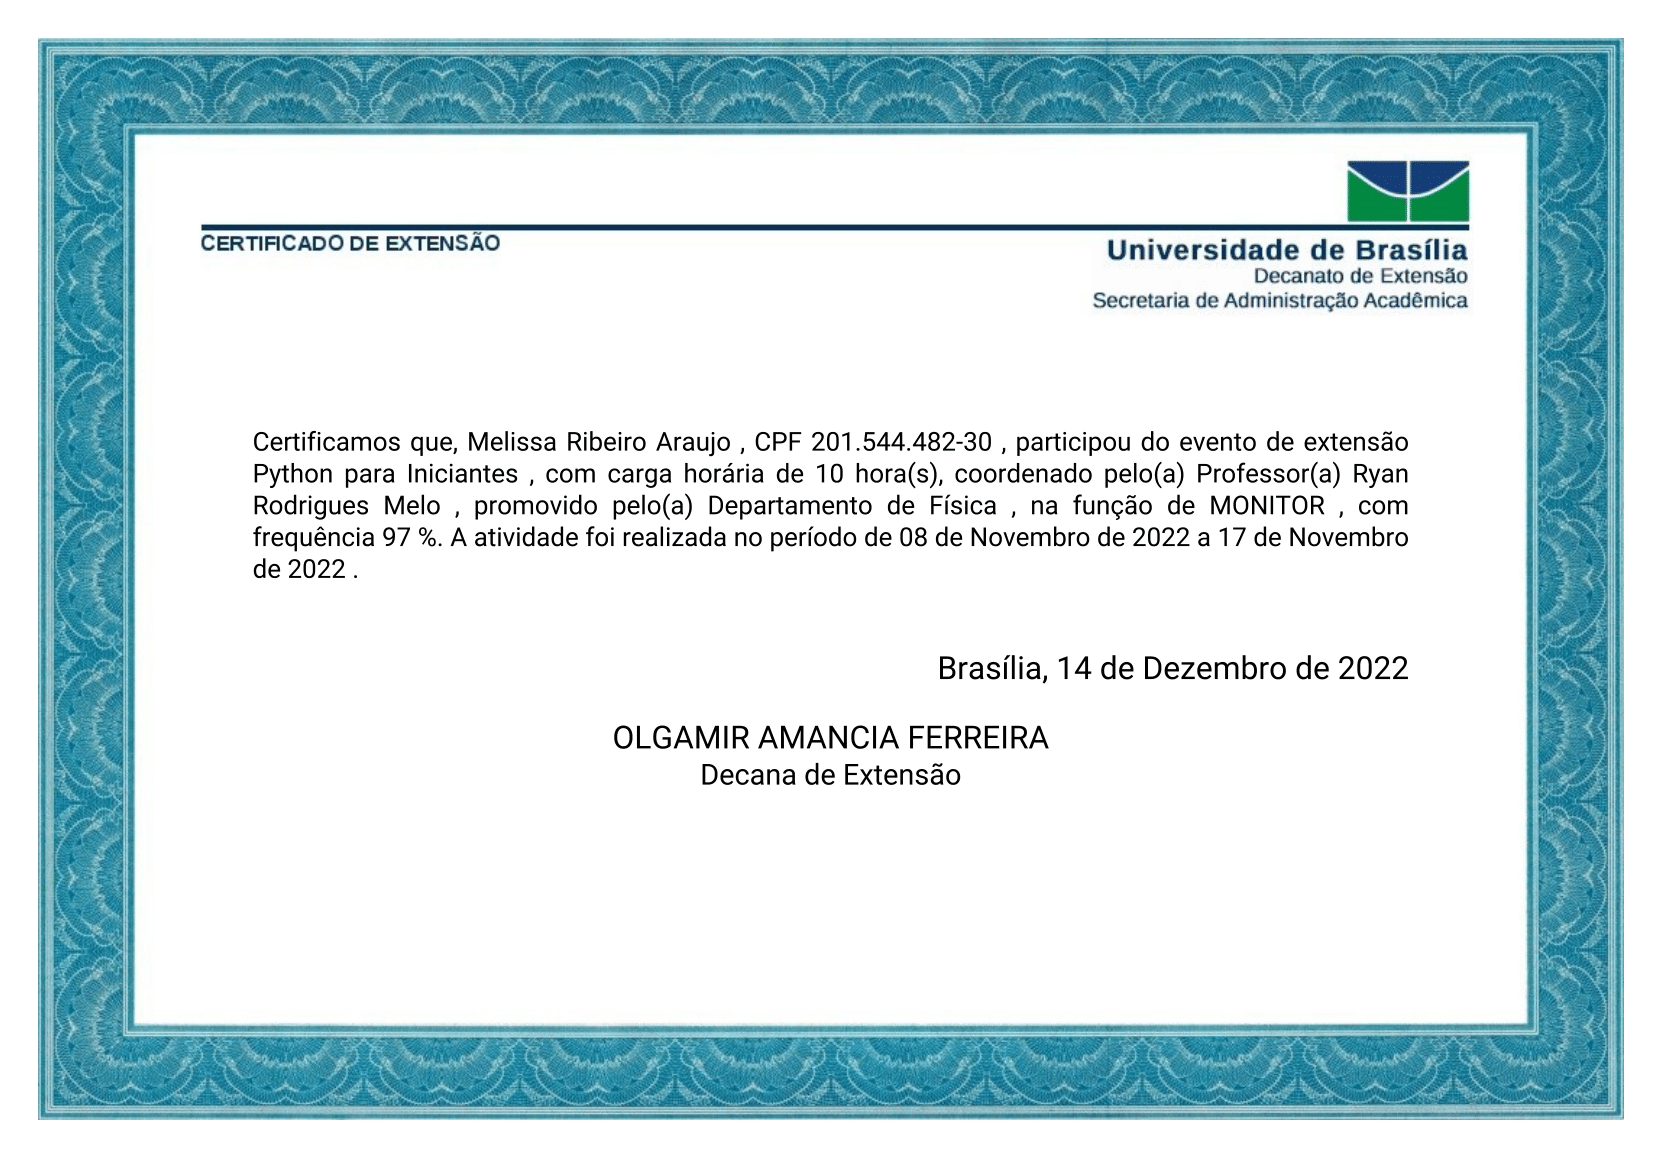 CERTIFICADO DE EXTENSÃO
Universidade de Brasília
Decanato de Extensão
Secretaria de Administração Acadêmica
Certificamos que, Melissa Ribeiro Araujo , CPF 201.544.482-30 , participou do evento de extensão
Python para Iniciantes , com carga horária de 10 hora(s), coordenado pelo(a) Professor(a) Ryan
Rodrigues Melo , promovido pelo(a) Departamento de Física , na função de MONITOR , com
frequência 97 %. A atividade foi realizada no período de 08 de Novembro de 2022 a 17 de Novembro
de 2022 .
Brasília, 14 de Dezembro de 2022
OLGAMIR AMANCIA FERREIRA
Decana de Extensão